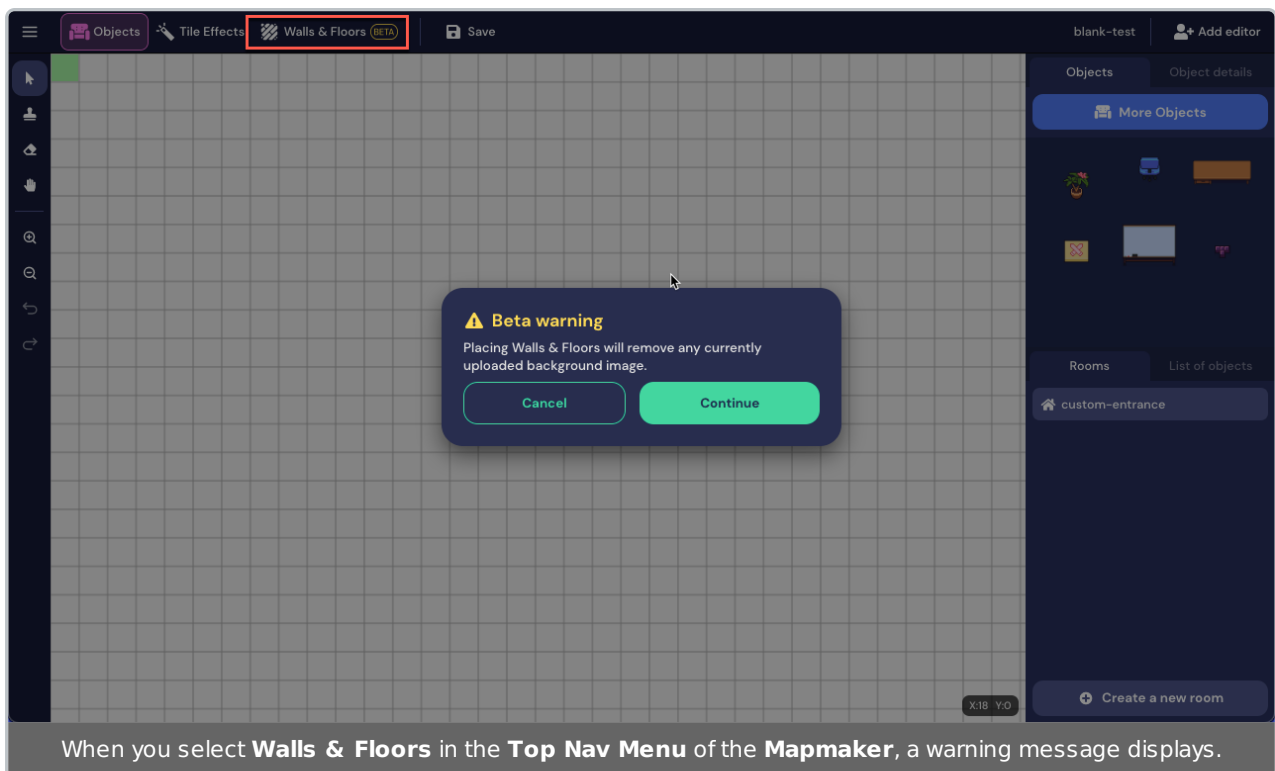 Objects
Tile Effects
Walls & Floors BETA
Save
blank-test
Add editor
Objects
Object details
More Objects
Beta warning
Placing Walls & Floors will remove any currently
uploaded background image.
Cancel
Continue
Rooms
List of objects
custom-entrance
X:18 Y:0
Create a new room
When you select Walls & Floors in the Top Nav Menu of the Mapmaker, a warning message displays.